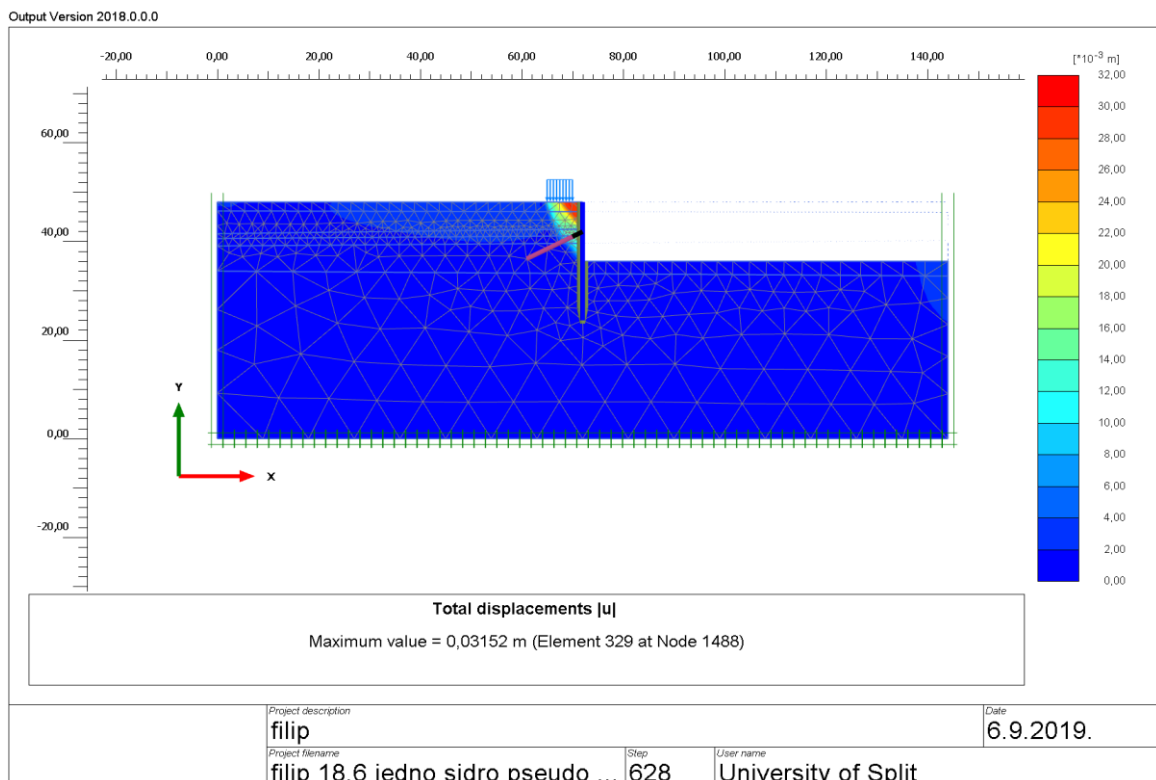 Output Version 2018.0.0.0
-20,00 0,00 20,00 40,00 60,00 80,00 100,00 120,00 140,00
[*10⁻³ m]
32,00
30,00
28,00
26,00
24,00
22,00
20,00
18,00
16,00
14,00
12,00
10,00
8,00
6,00
4,00
2,00
0,00
60,00
40,00
20,00
0,00
-20,00
Y
X
Total displacements |u|
Maximum value = 0,03152 m (Element 329 at Node 1488)
Project description
filip
Date
6.9.2019.
Project filename
filip 18.6 jedno sidro pseudo ...
Step
628
User name
University of Split